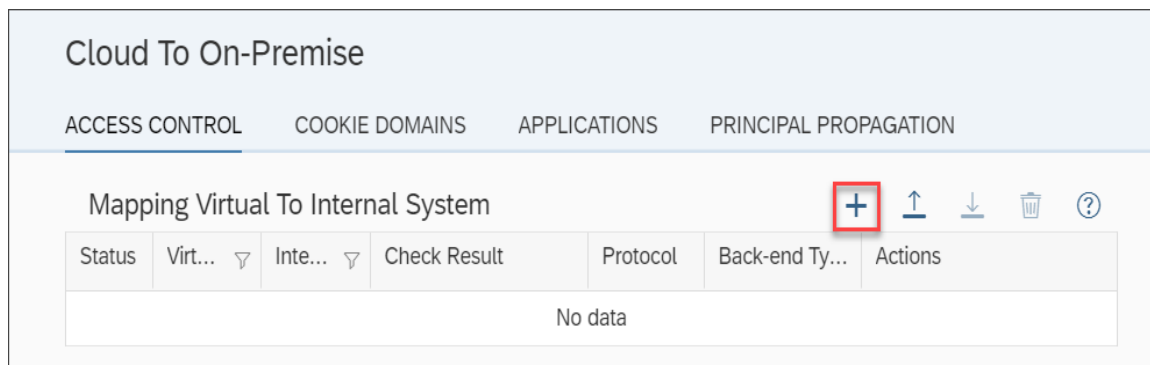 Cloud To On-Premise
ACCESS CONTROL COOKIE DOMAINS APPLICATIONS PRINCIPAL PROPAGATION
Mapping Virtual To Internal System
Status Virt... Inte... Check Result Protocol Back-end Ty... Actions
No data